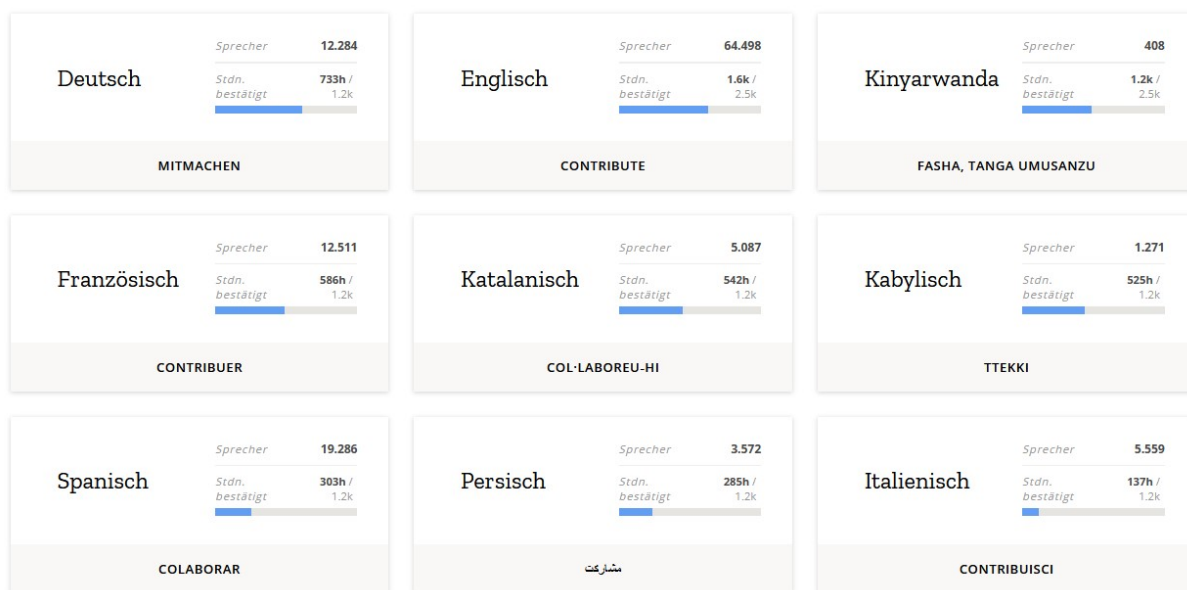 Deutsch
Sprecher 12.284
Stdn. bestätigt 733h / 1.2k
MITMACHEN
Englisch
Sprecher 64.498
Stdn. bestätigt 1.6k / 2.5k
CONTRIBUTE
Kinyarwanda
Sprecher 408
Stdn. bestätigt 1.2k / 2.5k
FASHA, TANGA UMUSANZU
Französisch
Sprecher 12.511
Stdn. bestätigt 586h / 1.2k
CONTRIBUER
Katalanisch
Sprecher 5.087
Stdn. bestätigt 542h / 1.2k
COL·LABOREU-HI
Kabylisch
Sprecher 1.271
Stdn. bestätigt 525h / 1.2k
TTEKKI
Spanisch
Sprecher 19.286
Stdn. bestätigt 303h / 1.2k
COLABORAR
Persisch
Sprecher 3.572
Stdn. bestätigt 285h / 1.2k
مشارکت
Italienisch
Sprecher 5.559
Stdn. bestätigt 137h / 1.2k
CONTRIBUISCI